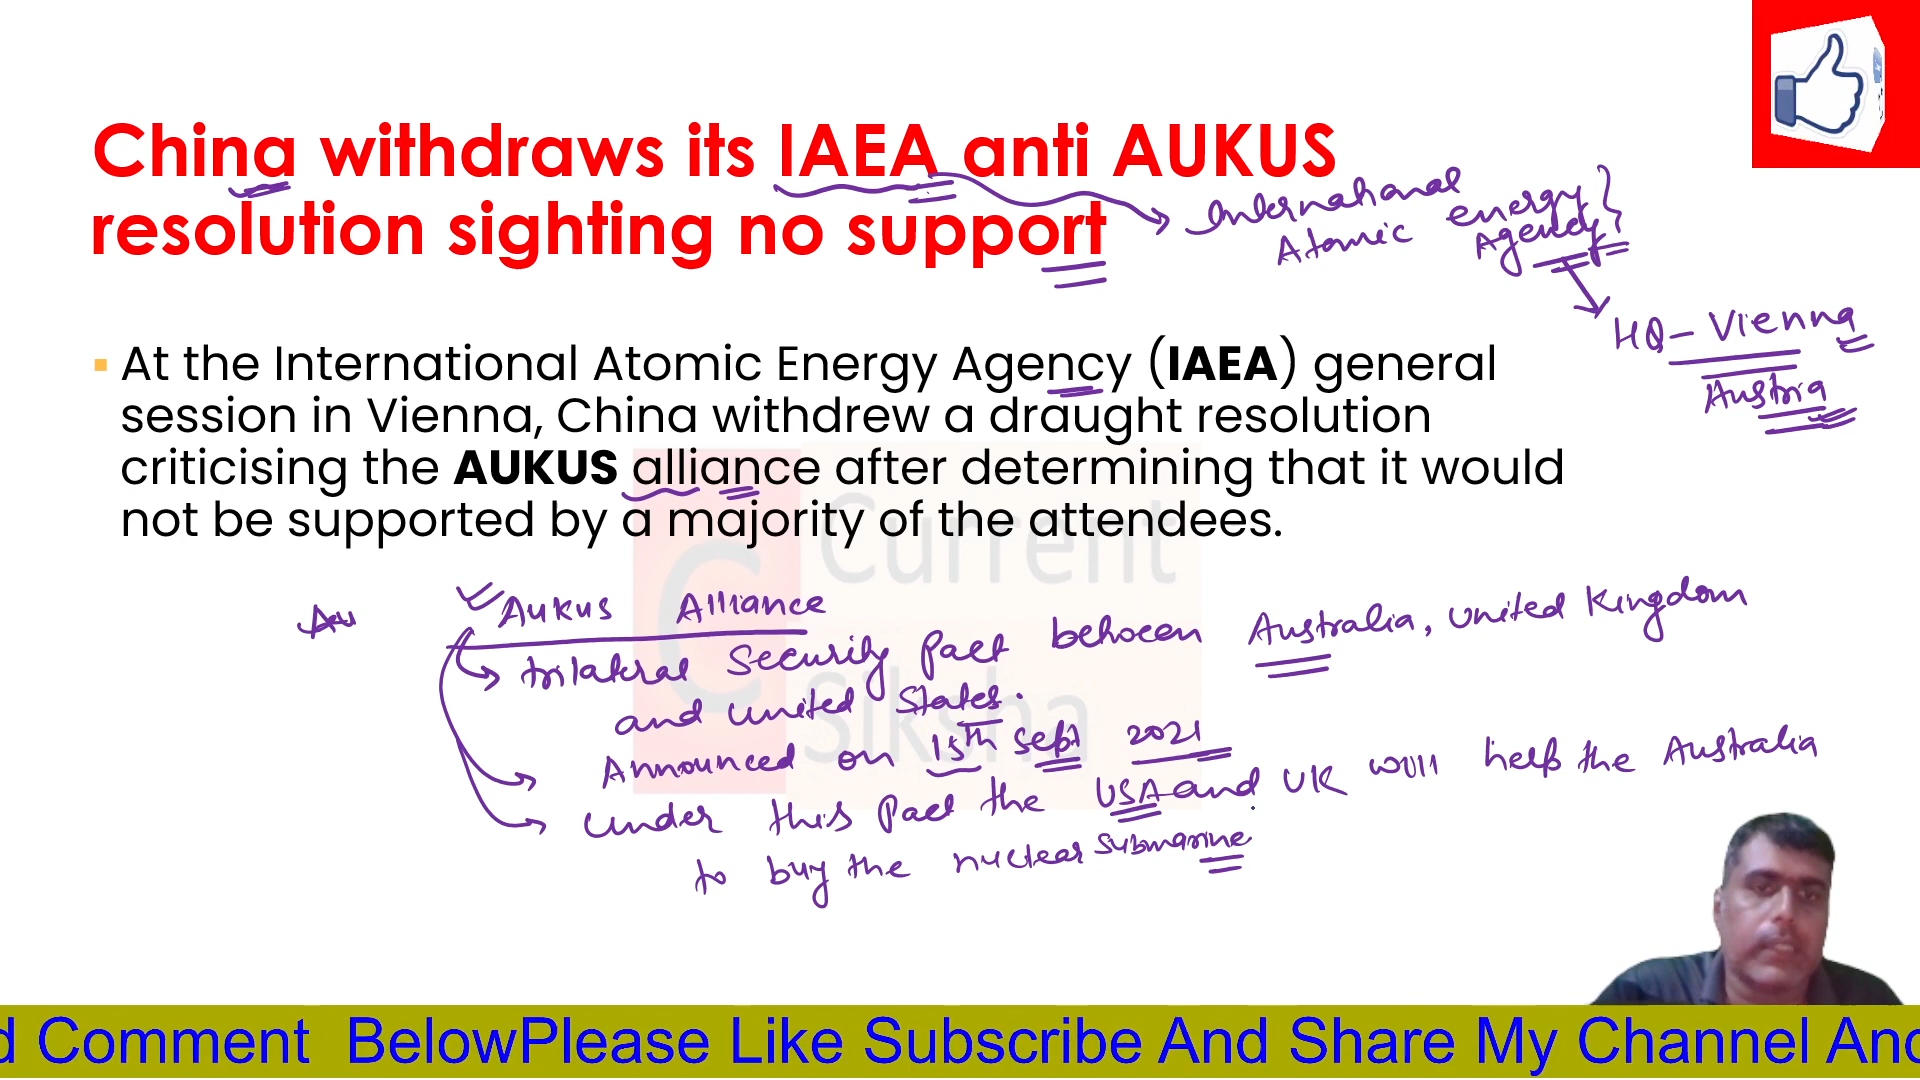 China withdraws its IAEA anti AUKUS
resolution sighting no support
International
Atomic energy
Agency
HQ - Vienna
Austria
▪ At the International Atomic Energy Agency (IAEA) general
session in Vienna, China withdrew a draught resolution
criticising the AUKUS alliance after determining that it would
not be supported by a majority of the attendees.
Current
Siksha
Au
Aukus Alliance
trilateral security pact between Australia, United Kingdom
and United States.
Announced on 15th Sept 2021
under this pact the USA and UK will help the Australia
to buy the nuclear submarine
d Comment BelowPlease Like Subscribe And Share My Channel And